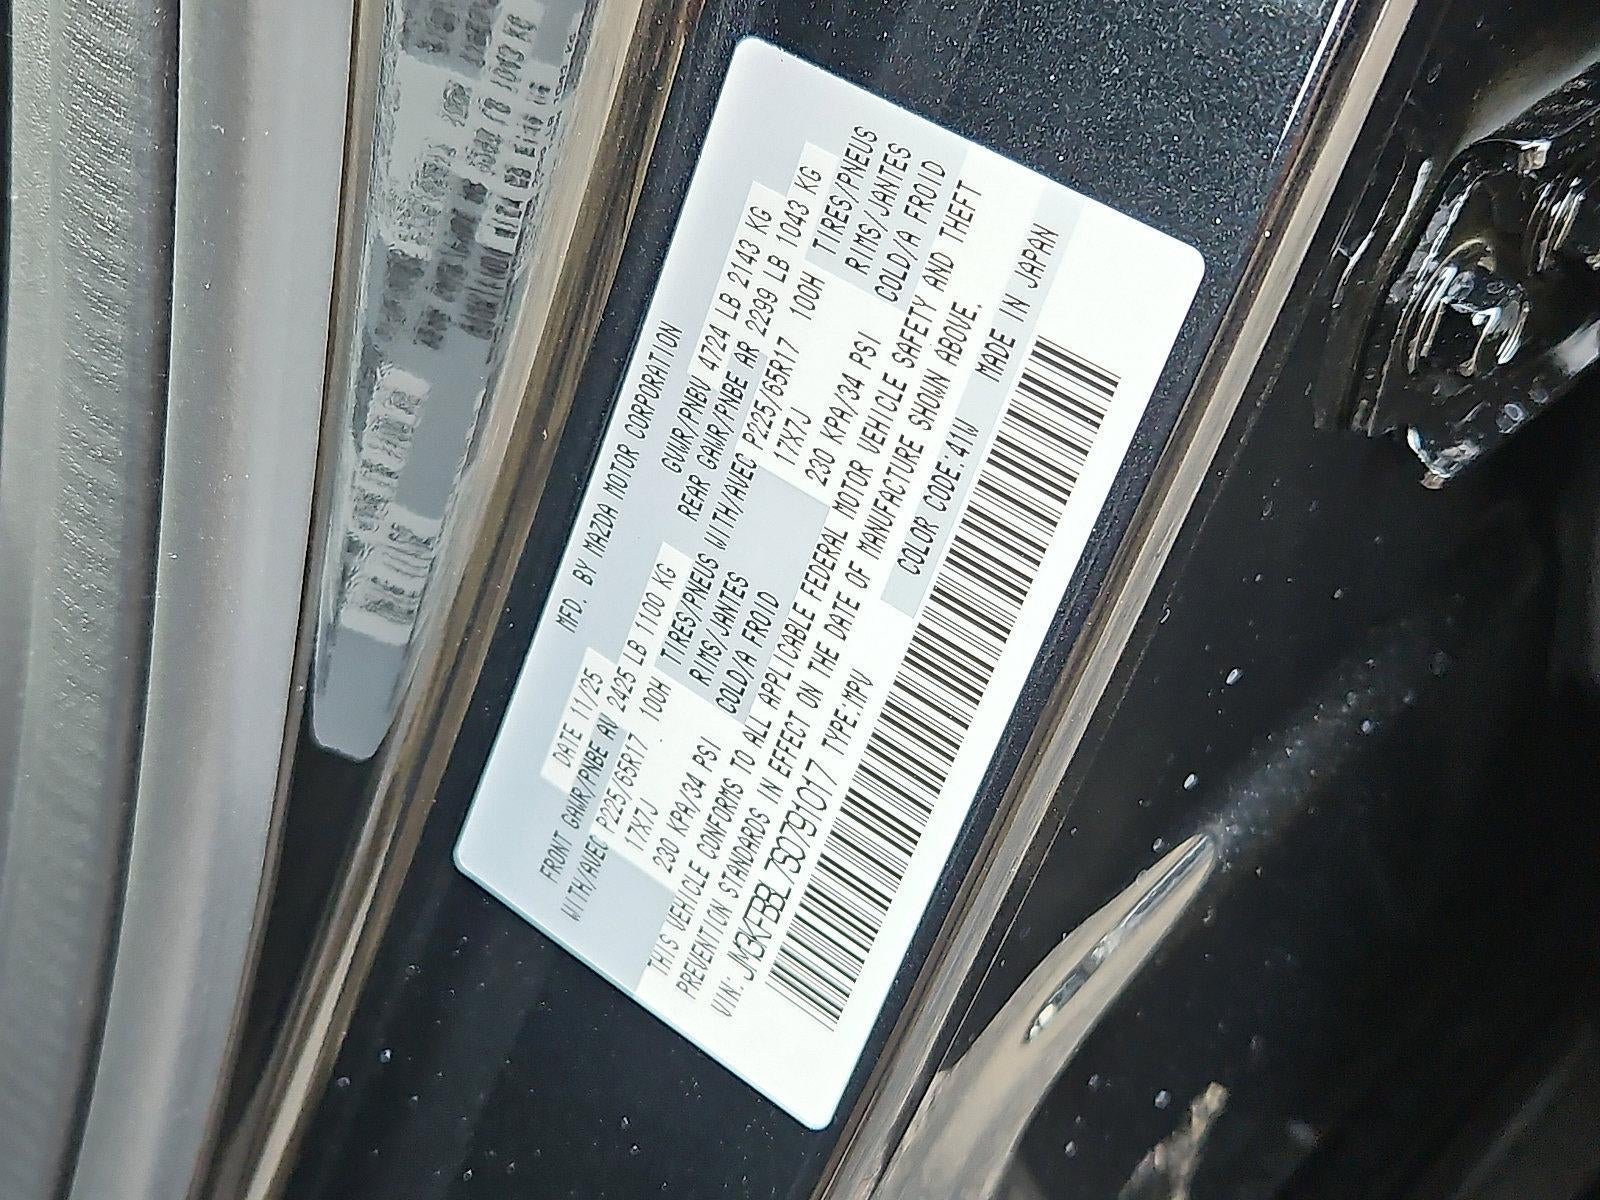 MFD. BY MAZDA MOTOR CORPORATION
DATE 11/25 GVWR/PNBV 4724 LB 2143 KG
FRONT GAWR/PNBE AV 2425 LB 1100 KG REAR GAWR/PNBE AR 2299 LB 1043 KG
WITH/AVEC P225/65R17 100H TIRES/PNEUS WITH/AVEC P225/65R17 100H TIRES/PNEUS
17X7J RIMS/JANTES 17X7J RIMS/JANTES
230 KPA/34 PSI COLD/A FROID 230 KPA/34 PSI COLD/A FROID
THIS VEHICLE CONFORMS TO ALL APPLICABLE FEDERAL MOTOR VEHICLE SAFETY AND THEFT
PREVENTION STANDARDS IN EFFECT ON THE DATE OF MANUFACTURE SHOWN ABOVE.
VIN: JM3KFBBL7S0791017 TYPE:MPV COLOR CODE:41W MADE IN JAPAN